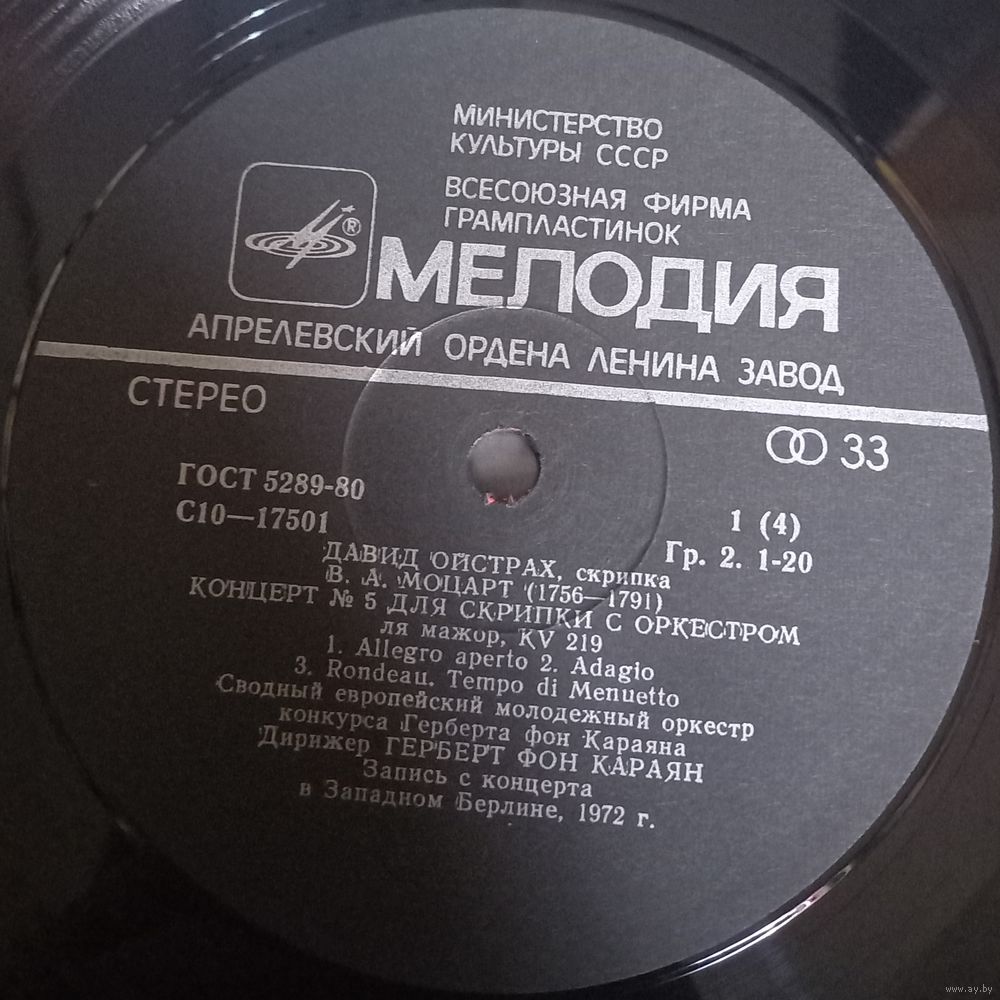 МИНИСТЕРСТВО
КУЛЬТУРЫ СССР
ВСЕСОЮЗНАЯ ФИРМА
ГРАМПЛАСТИНОК
®
МЕЛОДИЯ
АПРЕЛЕВСКИЙ ОРДЕНА ЛЕНИНА ЗАВОД
СТЕРЕО
33
ГОСТ 5289-80
С10—17501
1 (4)
Гр. 2. 1-20
ДАВИД ОЙСТРАХ, скрипка
В. А. МОЦАРТ (1756—1791)
КОНЦЕРТ № 5 ДЛЯ СКРИПКИ С ОРКЕСТРОМ
ля мажор, KV 219
1. Allegro aperto 2. Adagio
3. Rondeau. Tempo di Menuetto
Сводный европейский молодежный оркестр
конкурса Герберта фон Караяна
Дирижер ГЕРБЕРТ ФОН КАРАЯН
Запись с концерта
в Западном Берлине, 1972 г.
www.ay.by